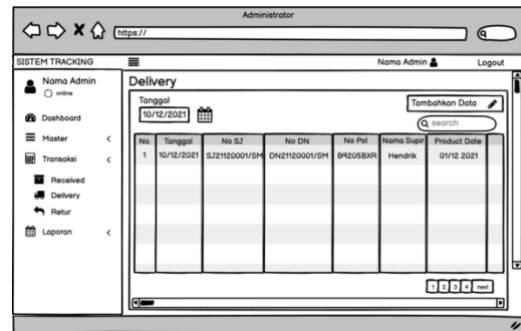 Administrator
https://
SISTEM TRACKING
Nama Admin
Logout
Nama Admin
online
Dashboard
Master
Transaksi
Received
Delivery
Retur
Laporan
Delivery
Tanggal
10/12/2021
Tambahkan Data
search
No. Tanggal No SJ No DN No Pol Nama Supir Product Date
1 10/12/2021 SJ21120001/SM DN21120001/SM B9205BXR Hendrik 01/12 2021
1 2 3 4 next